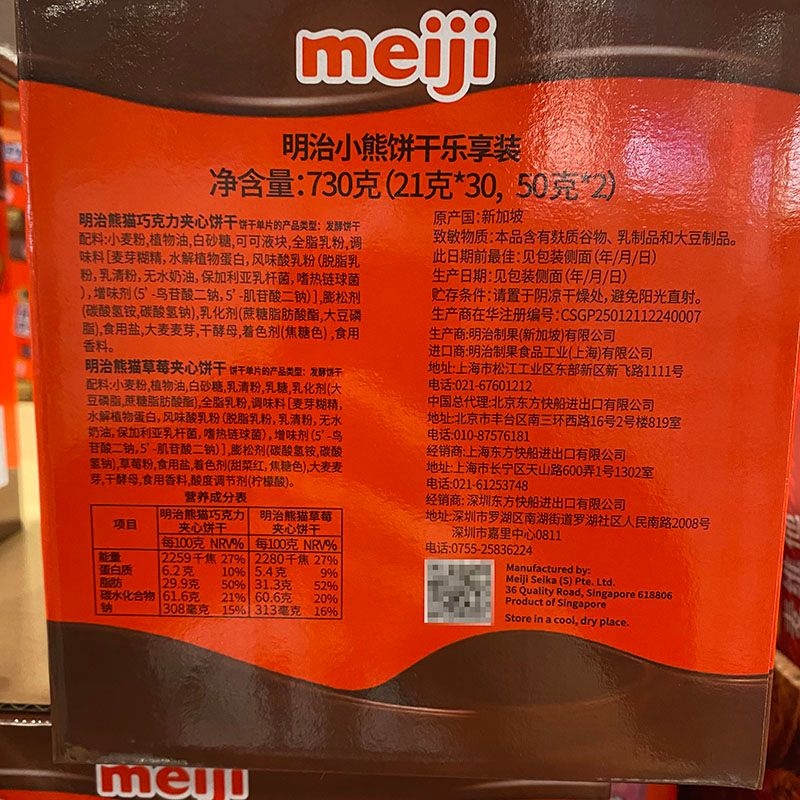 meiji
明治小熊饼干乐享装
净含量:730克(21克*30, 50克*2)
明治熊猫巧克力夹心饼干 饼干单片的产品类型: 发酵饼干
配料:小麦粉,植物油,白砂糖,可可液块,全脂乳粉,调
味料[麦芽糊精,水解植物蛋白,风味酸乳粉(脱脂乳
粉,乳清粉,无水奶油,保加利亚乳杆菌,嗜热链球菌
),增味剂(5'-鸟苷酸二钠,5'-肌苷酸二钠)],膨松剂
(碳酸氢铵,碳酸氢钠),乳化剂(蔗糖脂肪酸酯,大豆磷
脂),食用盐,大麦麦芽,干酵母,着色剂(焦糖色),食用
香料。
明治熊猫草莓夹心饼干 饼干单片的产品类型: 发酵饼干
配料:小麦粉,植物油,白砂糖,乳清粉,乳糖,乳化剂(大
豆磷脂,蔗糖脂肪酸酯),全脂乳粉,调味料[麦芽糊精,
水解植物蛋白,风味酸乳粉(脱脂乳粉,乳清粉,无水
奶油,保加利亚乳杆菌,嗜热链球菌),增味剂(5'-鸟
苷酸二钠,5'-肌苷酸二钠)],膨松剂(碳酸氢铵,碳酸
氢钠),草莓粉,食用盐,着色剂(甜菜红,焦糖色),大麦麦
芽,干酵母,食用香料,酸度调节剂(柠檬酸)。
营养成分表
项目 明治熊猫巧克力夹心饼干 明治熊猫草莓夹心饼干
每100克 NRV% 每100克 NRV%
能量 2259千焦 27% 2280千焦 27%
蛋白质 6.2克 10% 5.4克 9%
脂肪 29.9克 50% 31.3克 52%
碳水化合物 61.6克 21% 60.6克 20%
钠 308毫克 15% 313毫克 16%
原产国:新加坡
致敏物质:本品含有麸质谷物、乳制品和大豆制品。
此日期前最佳:见包装侧面(年/月/日)
生产日期:见包装侧面(年/月/日)
贮存条件:请置于阴凉干燥处,避免阳光直射。
生产商在华注册编号:CSGP25012112240007
生产商:明治制果(新加坡)有限公司
进口商:明治制果食品工业(上海)有限公司
地址:上海市松江工业区东部新区新飞路1111号
电话:021-67601212
中国总代理:北京东方快船进出口有限公司
地址:北京市丰台区南三环西路16号2号楼819室
电话:010-87576181
经销商:上海东方快船进出口有限公司
地址:上海市长宁区天山路600弄1号1302室
电话:021-61253748
经销商: 深圳东方快船进出口有限公司
地址:深圳市罗湖区南湖街道罗湖社区人民南路2008号
深圳市嘉里中心0811
电话:0755-25836224
Manufactured by:
Meiji Seika (S) Pte. Ltd.
36 Quality Road, Singapore 618806
Product of Singapore
Store in a cool, dry place.
meiji